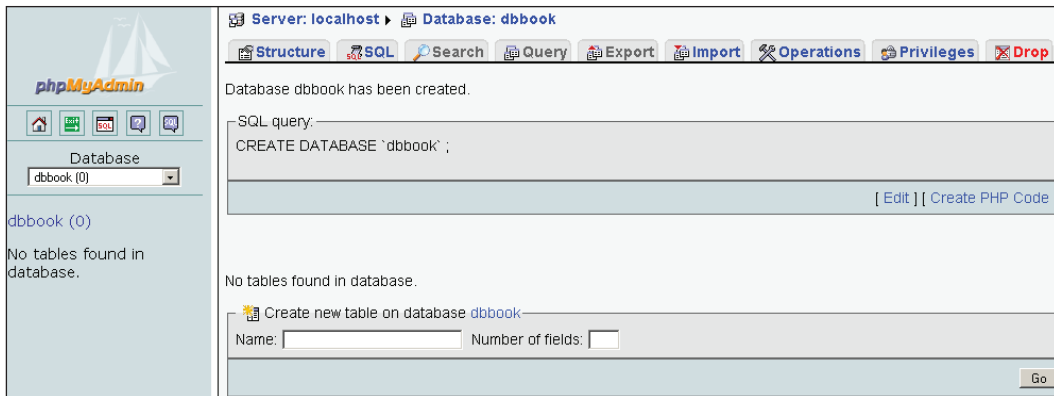 phpMyAdmin
Database
dbbook (0)
dbbook (0)
No tables found in
database.
Server: localhost Database: dbbook
Structure SQL Search Query Export Import Operations Privileges Drop
Database dbbook has been created.
SQL query:
CREATE DATABASE `dbbook` ;
[ Edit ] [ Create PHP Code
No tables found in database.
Create new table on database dbbook
Name: Number of fields:
Go